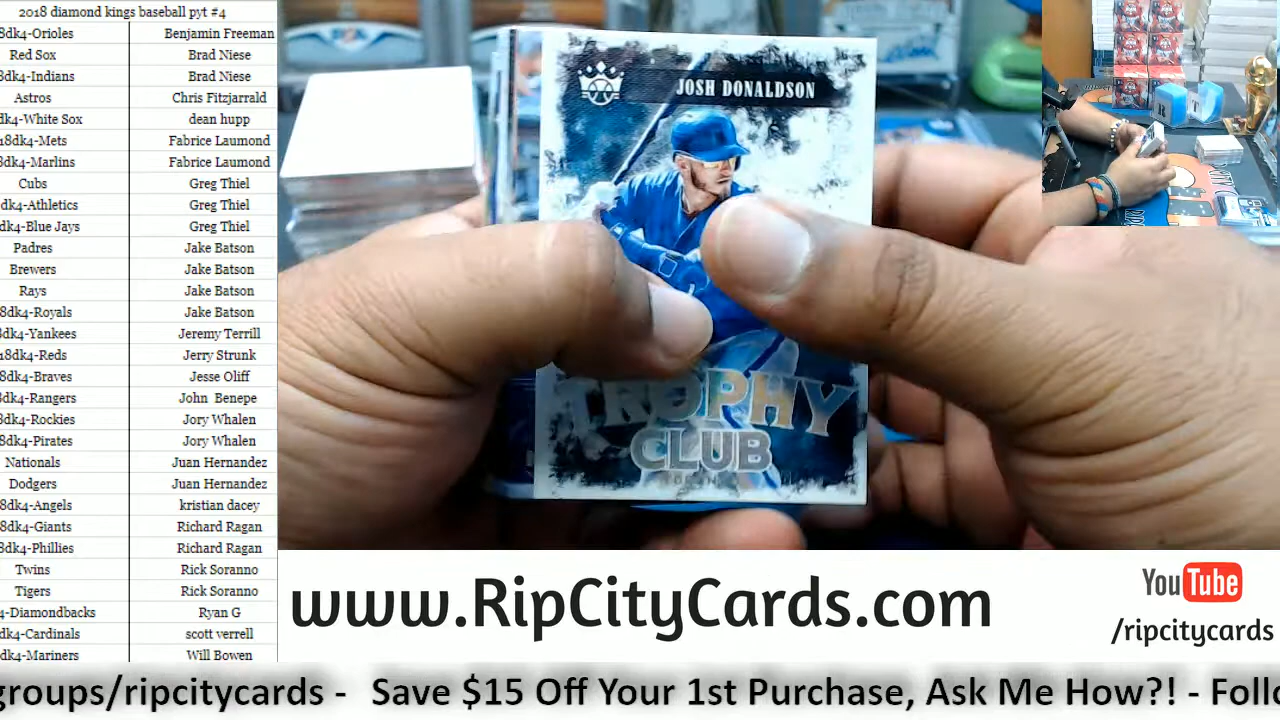 2018 diamond kings baseball pyt #4
8dk4-Orioles Benjamin Freeman
Red Sox Brad Niese
8dk4-Indians Brad Niese
Astros Chris Fitzjarrald
dk4-White Sox dean hupp
18dk4-Mets Fabrice Laumond
8dk4-Marlins Fabrice Laumond
Cubs Greg Thiel
dk4-Athletics Greg Thiel
dk4-Blue Jays Greg Thiel
Padres Jake Batson
Brewers Jake Batson
Rays Jake Batson
8dk4-Royals Jake Batson
8dk4-Yankees Jeremy Terrill
18dk4-Reds Jerry Strunk
8dk4-Braves Jesse Oliff
8dk4-Rangers John Benepe
8dk4-Rockies Jory Whalen
8dk4-Pirates Jory Whalen
Nationals Juan Hernandez
Dodgers Juan Hernandez
8dk4-Angels kristian dacey
8dk4-Giants Richard Ragan
8dk4-Phillies Richard Ragan
Twins Rick Soranno
Tigers Rick Soranno
4-Diamondbacks Ryan G
dk4-Cardinals scott verrell
dk4-Mariners Will Bowen
JOSH DONALDSON
TROPHY
CLUB
www.RipCityCards.com
YouTube
/ripcitycards
groups/ripcitycards - Save $15 Off Your 1st Purchase, Ask Me How?! - Follo